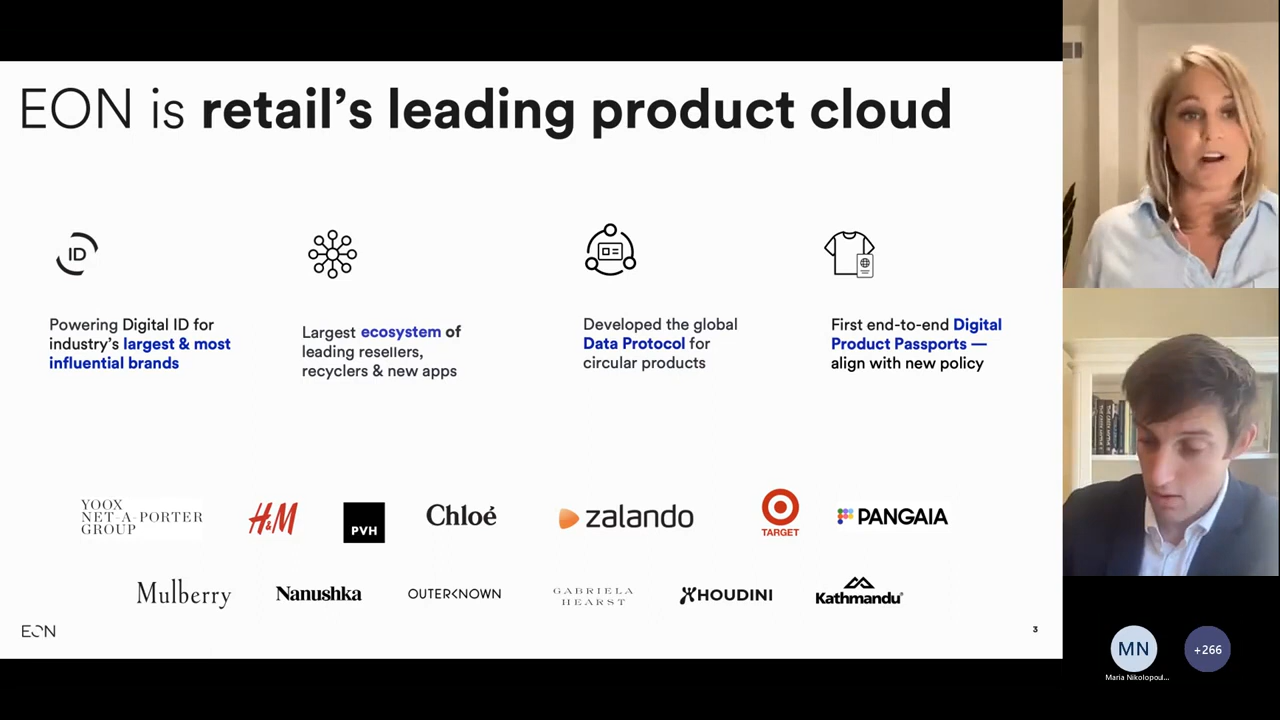 EON is retail's leading product cloud
ID
Powering Digital ID for
industry's largest & most
influential brands
Largest ecosystem of
leading resellers,
recyclers & new apps
Developed the global
Data Protocol for
circular products
First end-to-end Digital
Product Passports —
align with new policy
YOOX
NET-A-PORTER
GROUP
H&M
PVH
Chloé
zalando
TARGET
PANGAIA
Mulberry
Nanushka
OUTERKNOWN
GABRIELA
HEARST
HOUDINI
Kathmandu
EON
3
MN
+266
Maria Nikolopoul...